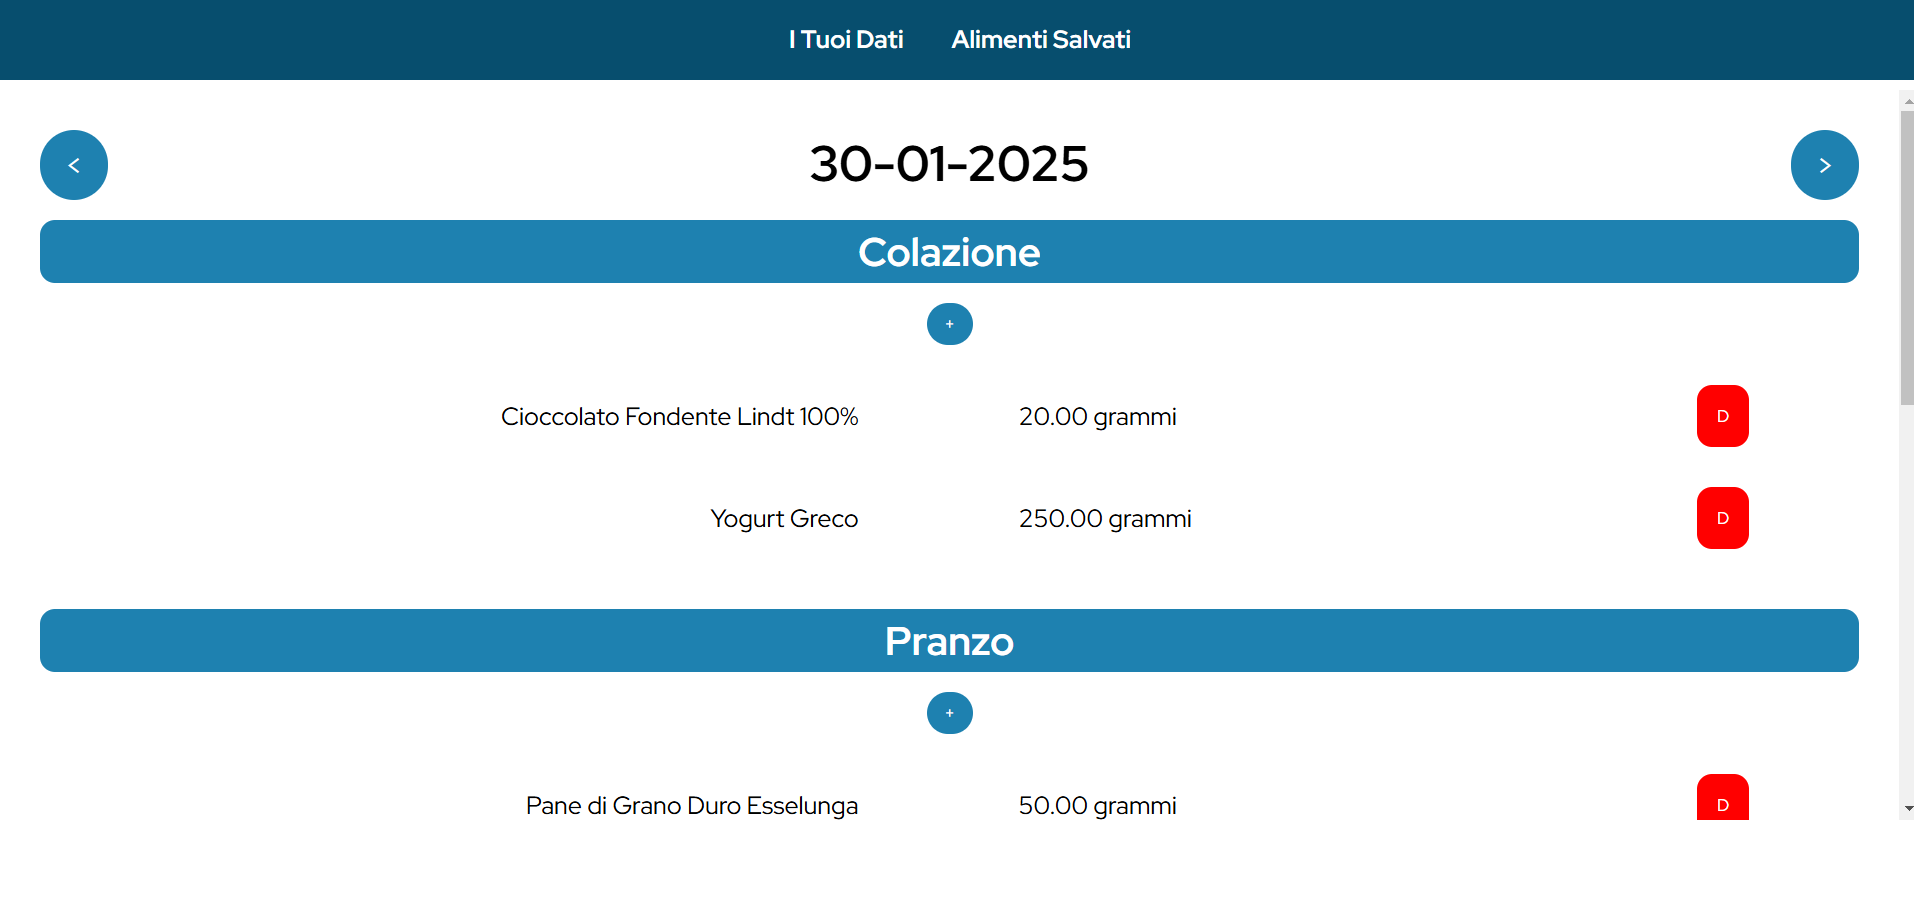 I Tuoi Dati Alimenti Salvati
< 30-01-2025 >
Colazione
+
Cioccolato Fondente Lindt 100% 20.00 grammi D
Yogurt Greco 250.00 grammi D
Pranzo
+
Pane di Grano Duro Esselunga 50.00 grammi D